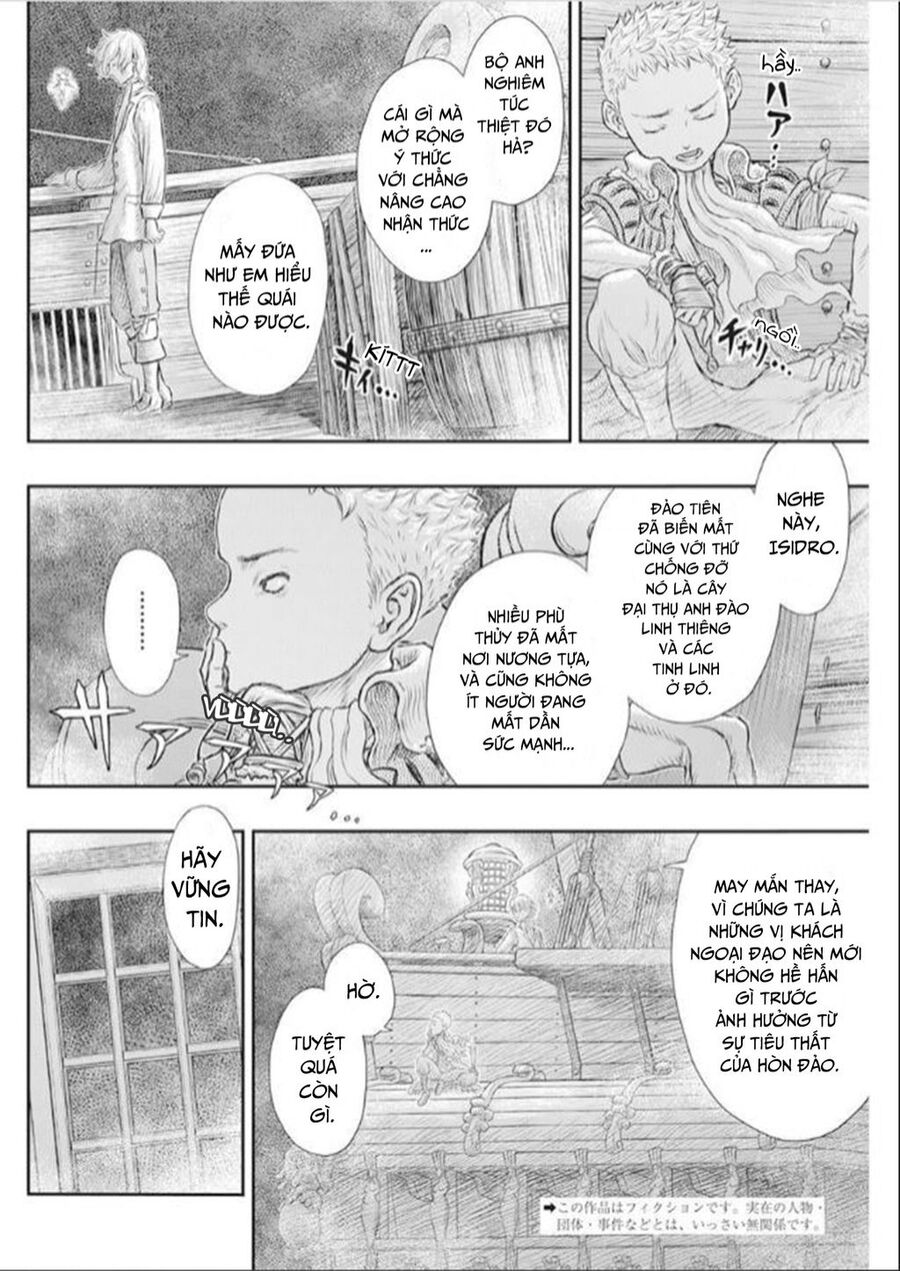 hầy..
ハァ…
ngồi..
チャリ…
BỘ ANH
NGHIÊM
TÚC
THIỆT ĐÓ
HẢ?
CÁI GÌ MÀ
MỞ RỘNG
Ý THỨC
VỚI CHẲNG
NÂNG CAO
NHẬN THỨC
...
MẤY ĐỨA
NHƯ EM HIỂU
THẾ QUÁI
NÀO ĐƯỢC.
KÍTTT
キィ…
NGHE
NÀY,
ISIDRO.
ĐẢO TIÊN
ĐÃ BIẾN MẤT
CÙNG VỚI THỨ
CHỐNG ĐỠ
NÓ LÀ CÂY
ĐẠI THỤ ANH ĐÀO
LINH THIÊNG
VÀ CÁC
TINH LINH
Ở ĐÓ.
NHIỀU PHÙ
THỦY ĐÃ MẤT
NƠI NƯƠNG TỰA,
VÀ CŨNG KHÔNG
ÍT NGƯỜI ĐANG
MẤT DẦN
SỨC MẠNH...
.........
VÙUUU..
ザァァァァ…
MAY MẮN THAY,
VÌ CHÚNG TA LÀ
NHỮNG VỊ KHÁCH
NGOẠI ĐẠO NÊN MỚI
KHÔNG HỀ HẤN
GÌ TRƯỚC
ẢNH HƯỞNG TỪ
SỰ TIÊU THẤT
CỦA HÒN ĐẢO.
HỜ.
TUYỆT
QUÁ
CÒN
GÌ.
HÃY
VỮNG
TIN.
➡この作品はフィクションです。実在の人物・
団体・事件などとは、いっさい無関係です。